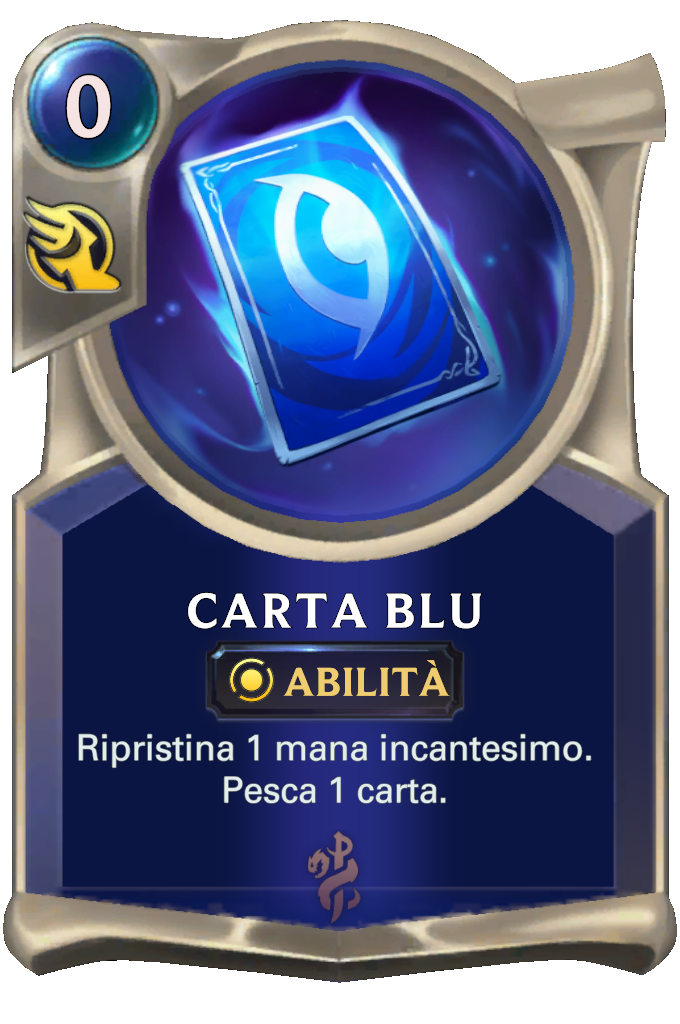 0
CARTA BLU
ABILITÀ
Ripristina 1 mana incantesimo.
Pesca 1 carta.